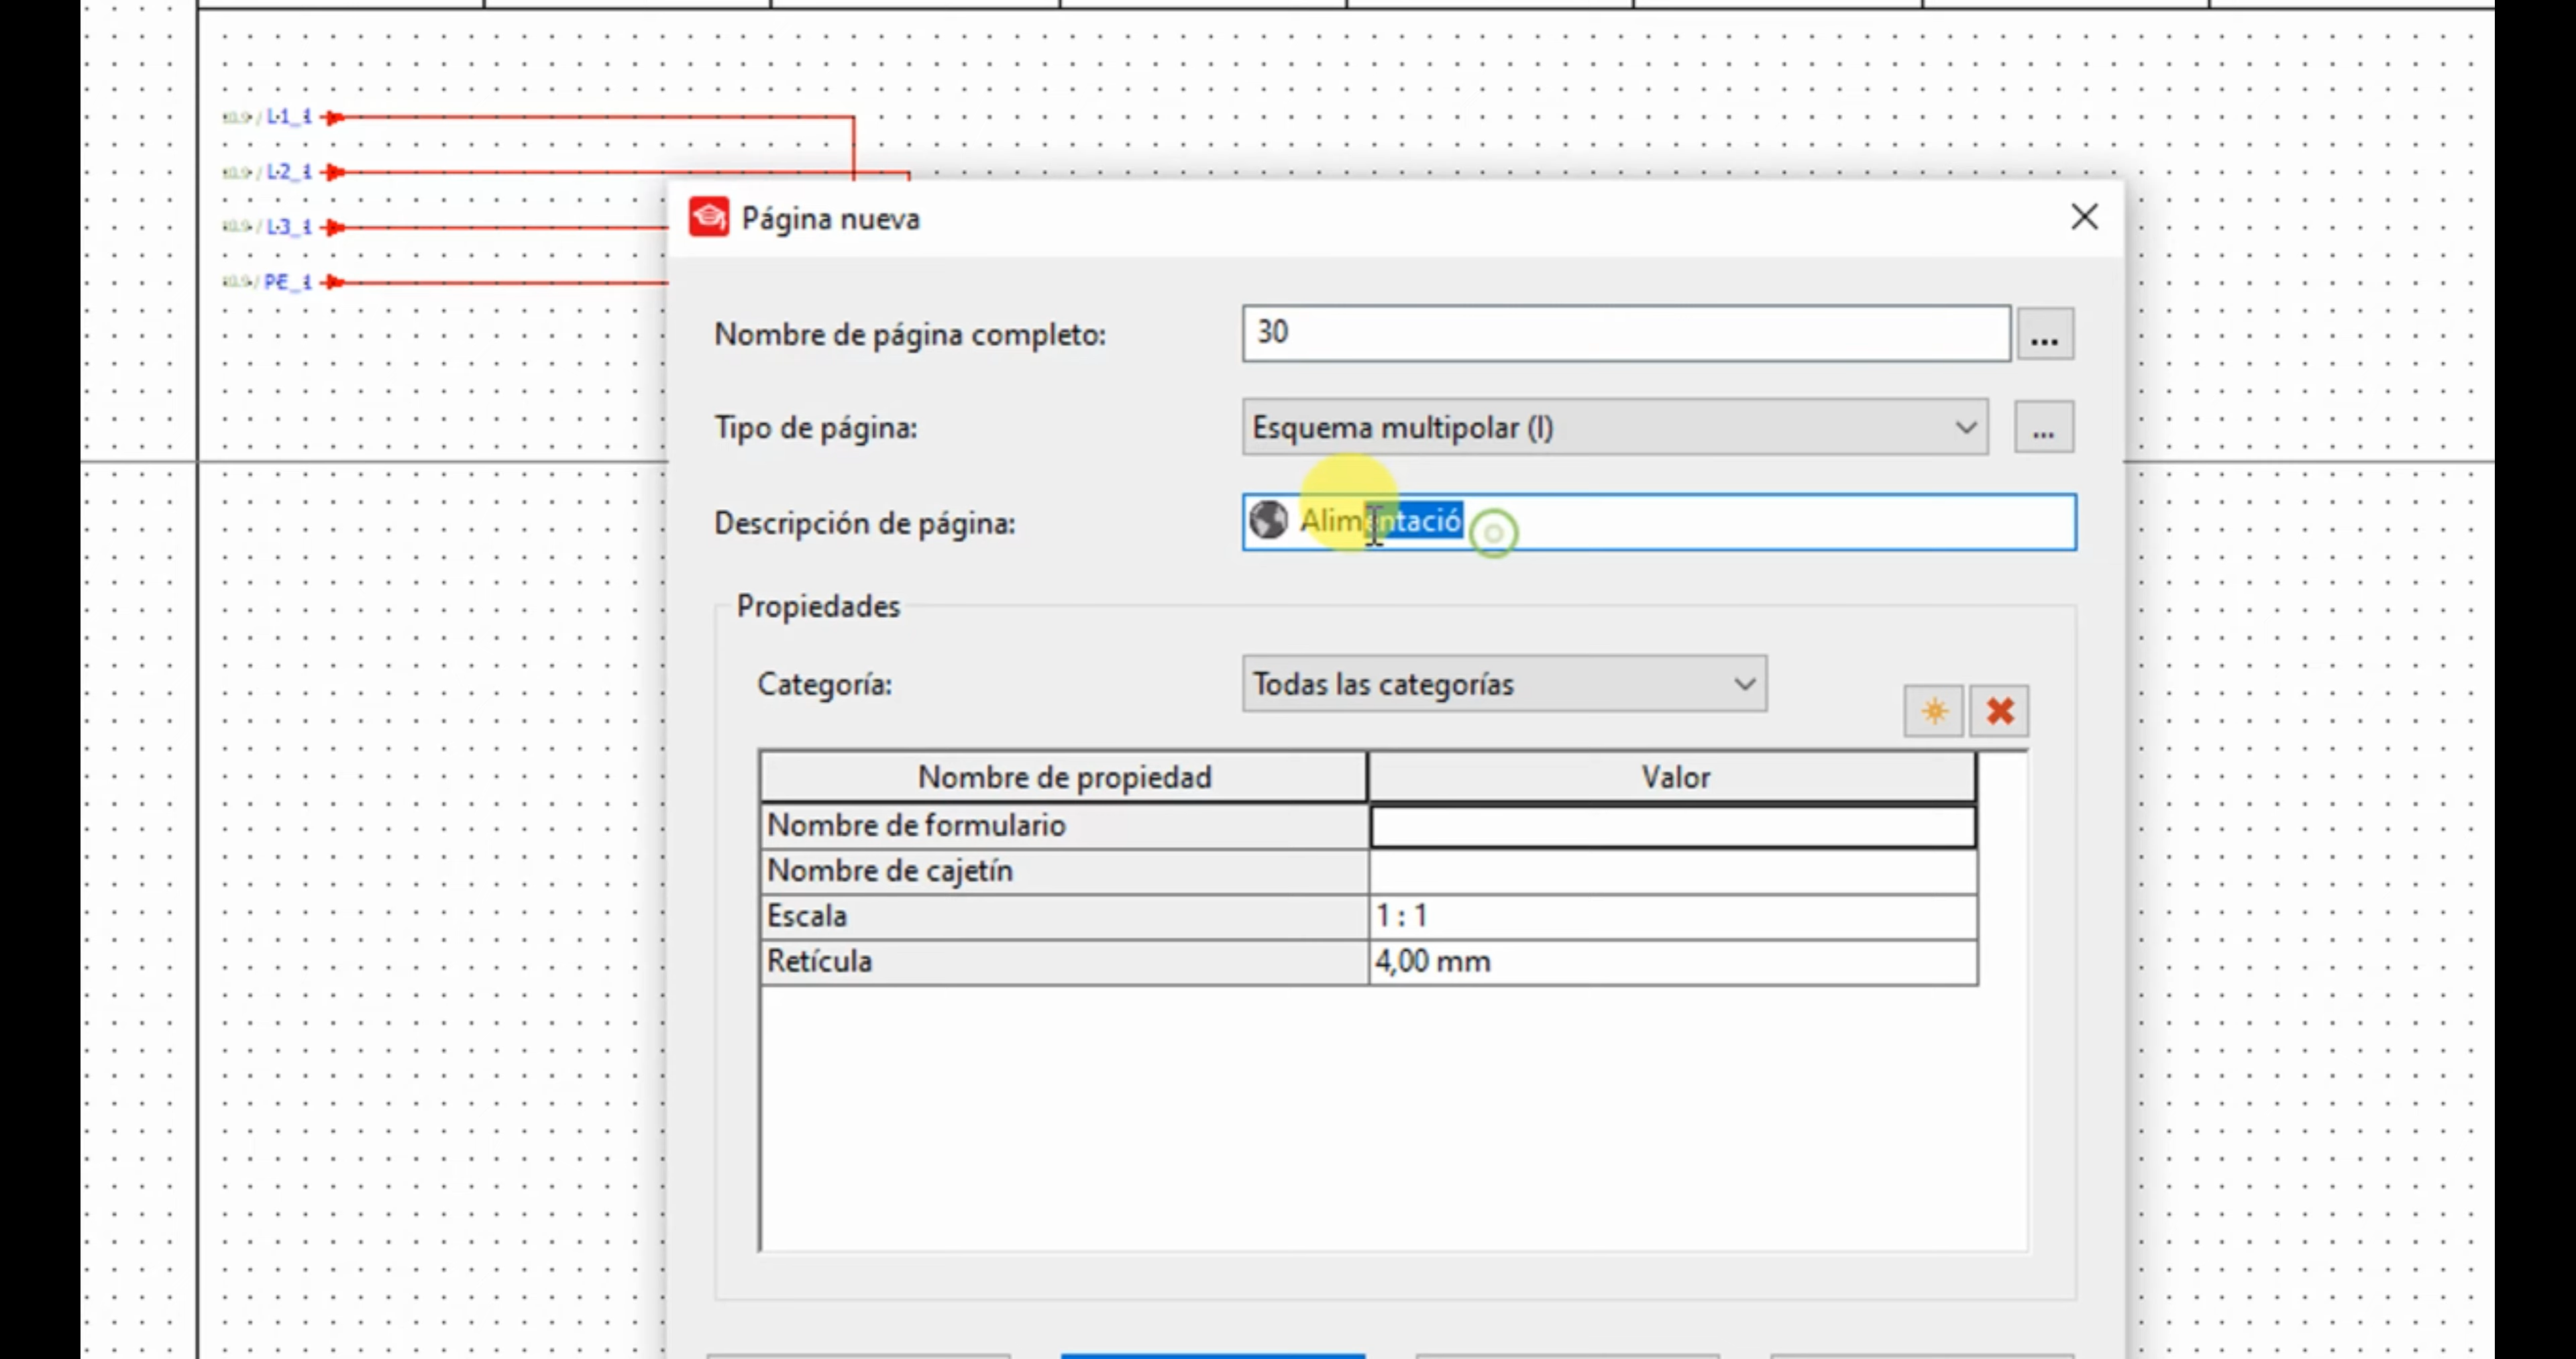 L1_1
L2_1
L3_1
PE_1
Página nueva
Nombre de página completo: 30 ...
Tipo de página: Esquema multipolar (I) ...
Descripción de página: Alimentació
Propiedades
Categoría: Todas las categorías
Nombre de propiedad Valor
Nombre de formulario
Nombre de cajetín
Escala 1 : 1
Retícula 4,00 mm